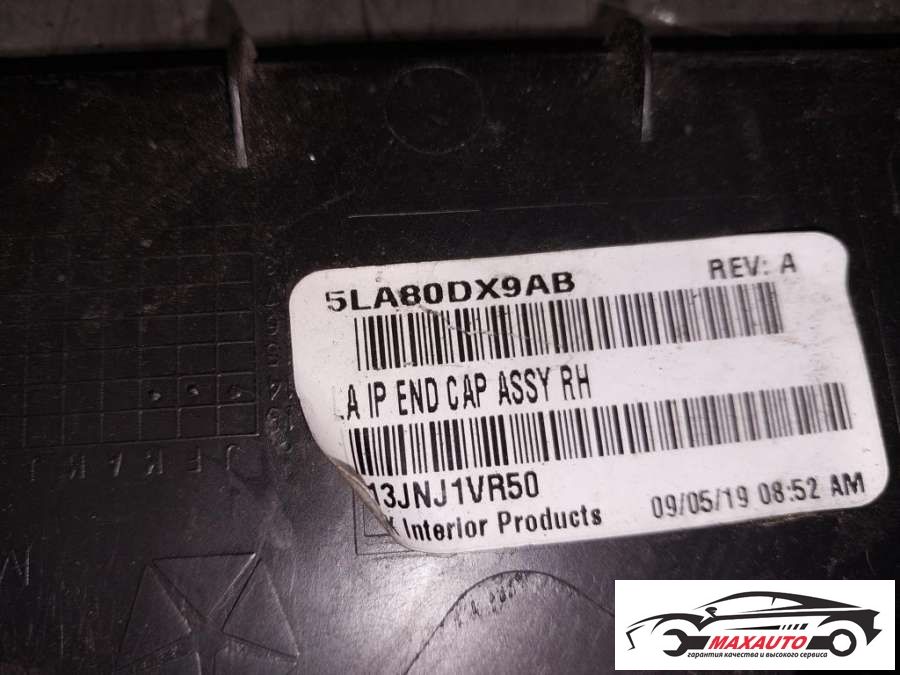 5LA80DX9AB
REV: A
LA IP END CAP ASSY RH
13JNJ1VR50
09/05/19 08:52 AM
Interior Products
MAXAUTO
гарантия качества и высокого сервиса